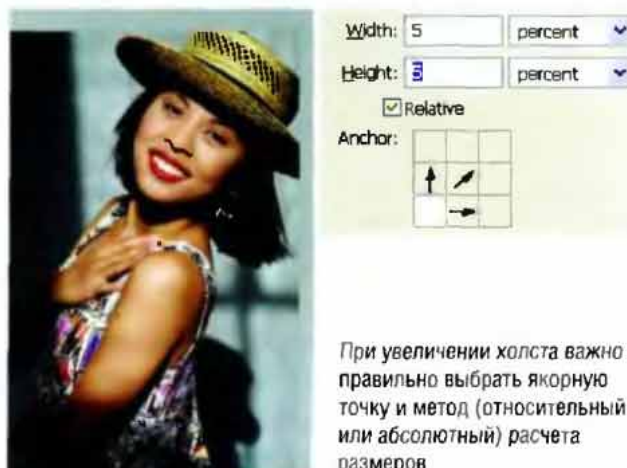 Width: 5 percent
Height: 5 percent
Relative
Anchor:
При увеличении холста важно
правильно выбрать якорную
точку и метод (относительный
или абсолютный) расчета
размеров